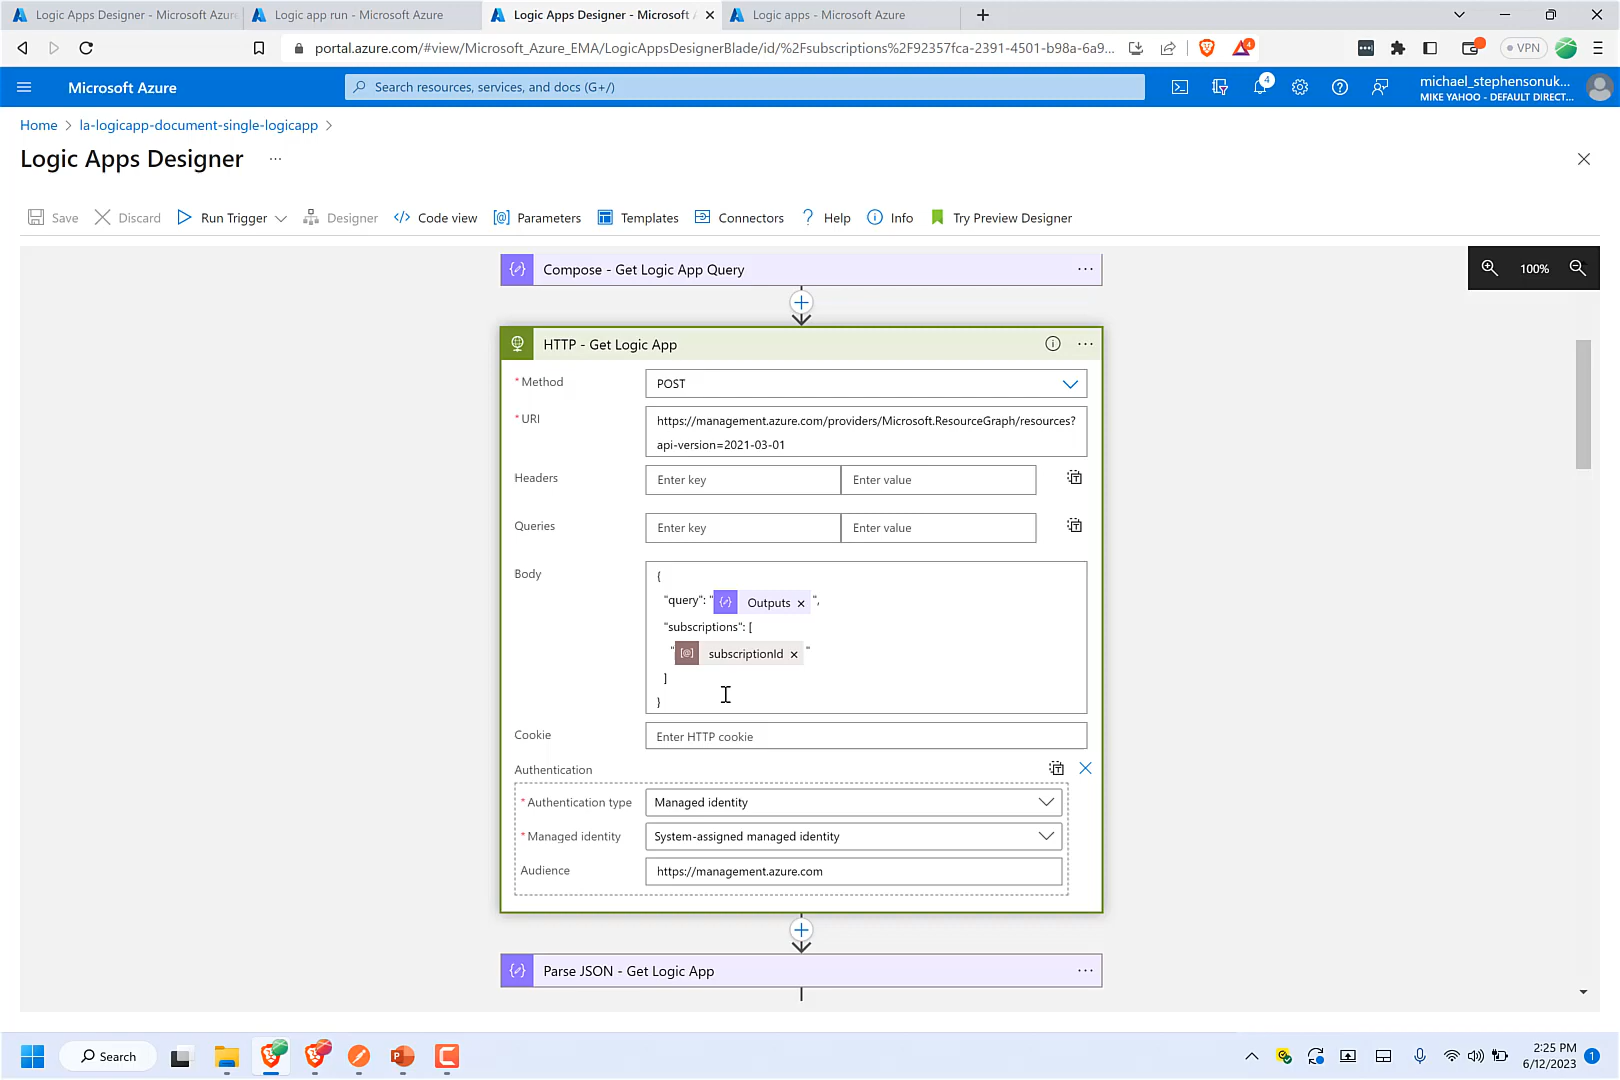 Logic Apps Designer - Microsoft Azure
Logic app run - Microsoft Azure
Logic Apps Designer - Microsoft
Logic apps - Microsoft Azure
portal.azure.com/#view/Microsoft_Azure_EMA/LogicAppsDesignerBlade/id/%2Fsubscriptions%2F92357fca-2391-4501-b98a-6a9...
4
VPN
Microsoft Azure
Search resources, services, and docs (G+/)
4
michael_stephensonuk...
MIKE YAHOO - DEFAULT DIRECT...
Home > la-logicapp-document-single-logicapp >
Logic Apps Designer ...
Save
Discard
Run Trigger
Designer
Code view
Parameters
Templates
Connectors
Help
Info
Try Preview Designer
Compose - Get Logic App Query
100%
HTTP - Get Logic App
* Method
POST
* URI
https://management.azure.com/providers/Microsoft.ResourceGraph/resources?
api-version=2021-03-01
Headers
Enter key
Enter value
Queries
Enter key
Enter value
Body
{
"query": " Outputs × ",
"subscriptions": [
" subscriptionId × "
]
}
Cookie
Enter HTTP cookie
Authentication
* Authentication type
Managed identity
* Managed identity
System-assigned managed identity
Audience
https://management.azure.com
Parse JSON - Get Logic App
Search
2:25 PM
6/12/2023
1